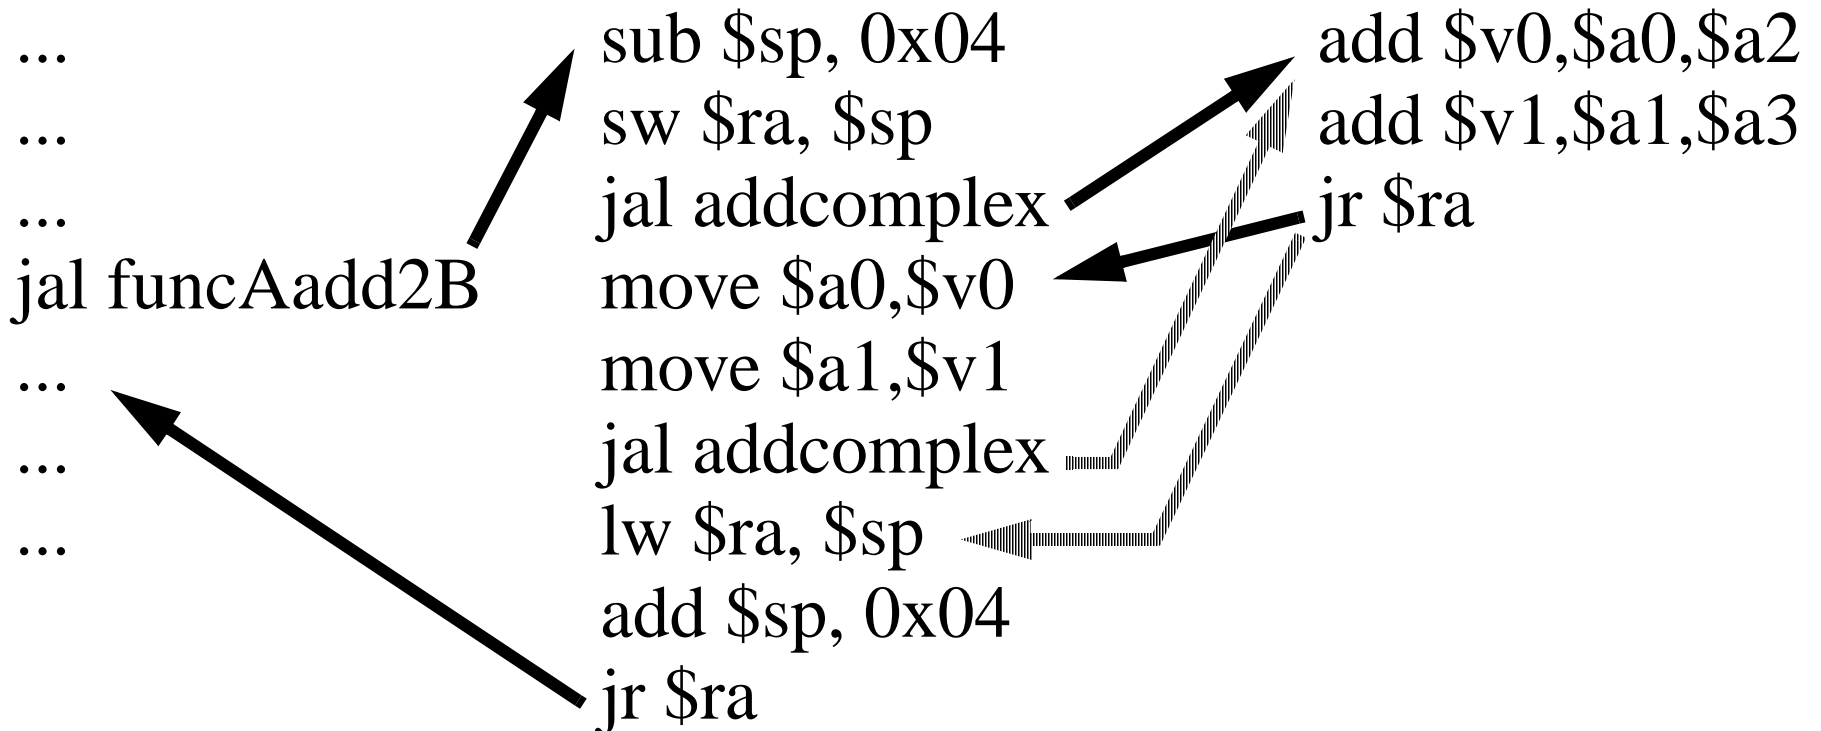 ...
...
...
jal funcAadd2B
...
...
...
sub $sp, 0x04
sw $ra, $sp
jal addcomplex
move $a0,$v0
move $a1,$v1
jal addcomplex
lw $ra, $sp
add $sp, 0x04
jr $ra
add $v0,$a0,$a2
add $v1,$a1,$a3
jr $ra